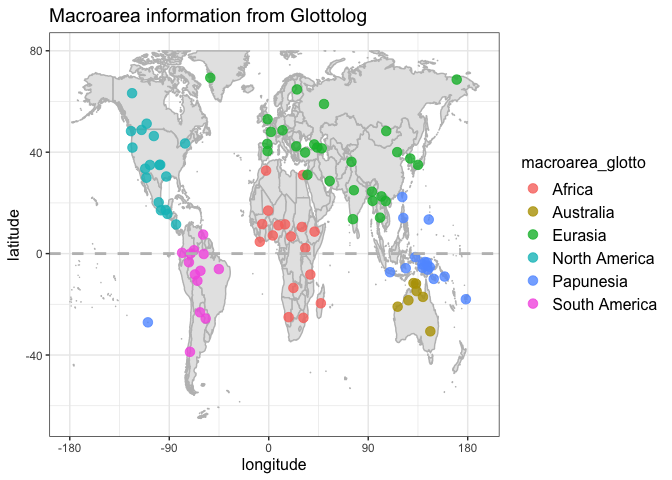 Macroarea information from Glottolog
80
40
0
-40
latitude
-180
-90
0
90
180
longitude
macroarea_glotto
Africa
Australia
Eurasia
North America
Papunesia
South America